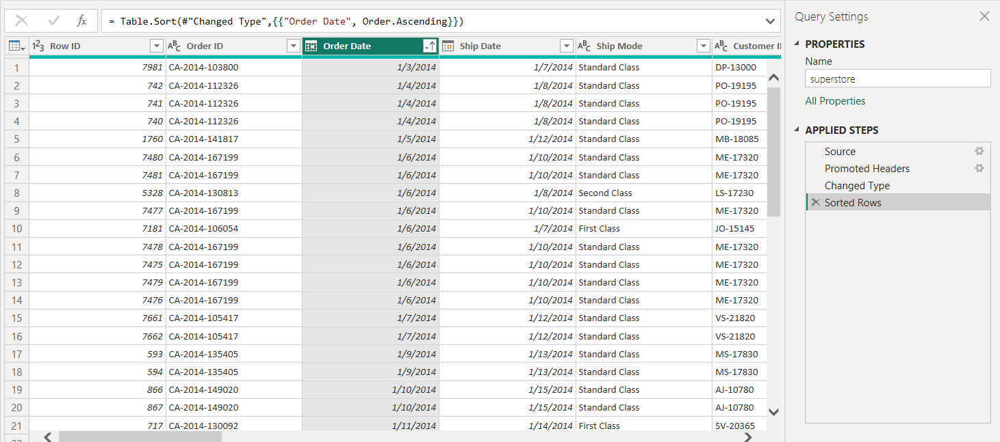 fx = Table.Sort(#"Changed Type",{{"Order Date", Order.Ascending}})
123 Row ID ABC Order ID Order Date Ship Date ABC Ship Mode ABC Customer I
1 7981 CA-2014-103800 1/3/2014 1/7/2014 Standard Class DP-13000
2 742 CA-2014-112326 1/4/2014 1/8/2014 Standard Class PO-19195
3 741 CA-2014-112326 1/4/2014 1/8/2014 Standard Class PO-19195
4 740 CA-2014-112326 1/4/2014 1/8/2014 Standard Class PO-19195
5 1760 CA-2014-141817 1/5/2014 1/12/2014 Standard Class MB-18085
6 7480 CA-2014-167199 1/6/2014 1/10/2014 Standard Class ME-17320
7 7481 CA-2014-167199 1/6/2014 1/10/2014 Standard Class ME-17320
8 5328 CA-2014-130813 1/6/2014 1/8/2014 Second Class LS-17230
9 7477 CA-2014-167199 1/6/2014 1/10/2014 Standard Class ME-17320
10 7181 CA-2014-106054 1/6/2014 1/7/2014 First Class JO-15145
11 7478 CA-2014-167199 1/6/2014 1/10/2014 Standard Class ME-17320
12 7475 CA-2014-167199 1/6/2014 1/10/2014 Standard Class ME-17320
13 7479 CA-2014-167199 1/6/2014 1/10/2014 Standard Class ME-17320
14 7476 CA-2014-167199 1/6/2014 1/10/2014 Standard Class ME-17320
15 7661 CA-2014-105417 1/7/2014 1/12/2014 Standard Class VS-21820
16 7662 CA-2014-105417 1/7/2014 1/12/2014 Standard Class VS-21820
17 593 CA-2014-135405 1/9/2014 1/13/2014 Standard Class MS-17830
18 594 CA-2014-135405 1/9/2014 1/13/2014 Standard Class MS-17830
19 866 CA-2014-149020 1/10/2014 1/15/2014 Standard Class AJ-10780
20 867 CA-2014-149020 1/10/2014 1/15/2014 Standard Class AJ-10780
21 717 CA-2014-130092 1/11/2014 1/14/2014 First Class SV-20365
Query Settings
PROPERTIES
Name
superstore
All Properties
APPLIED STEPS
Source
Promoted Headers
Changed Type
Sorted Rows